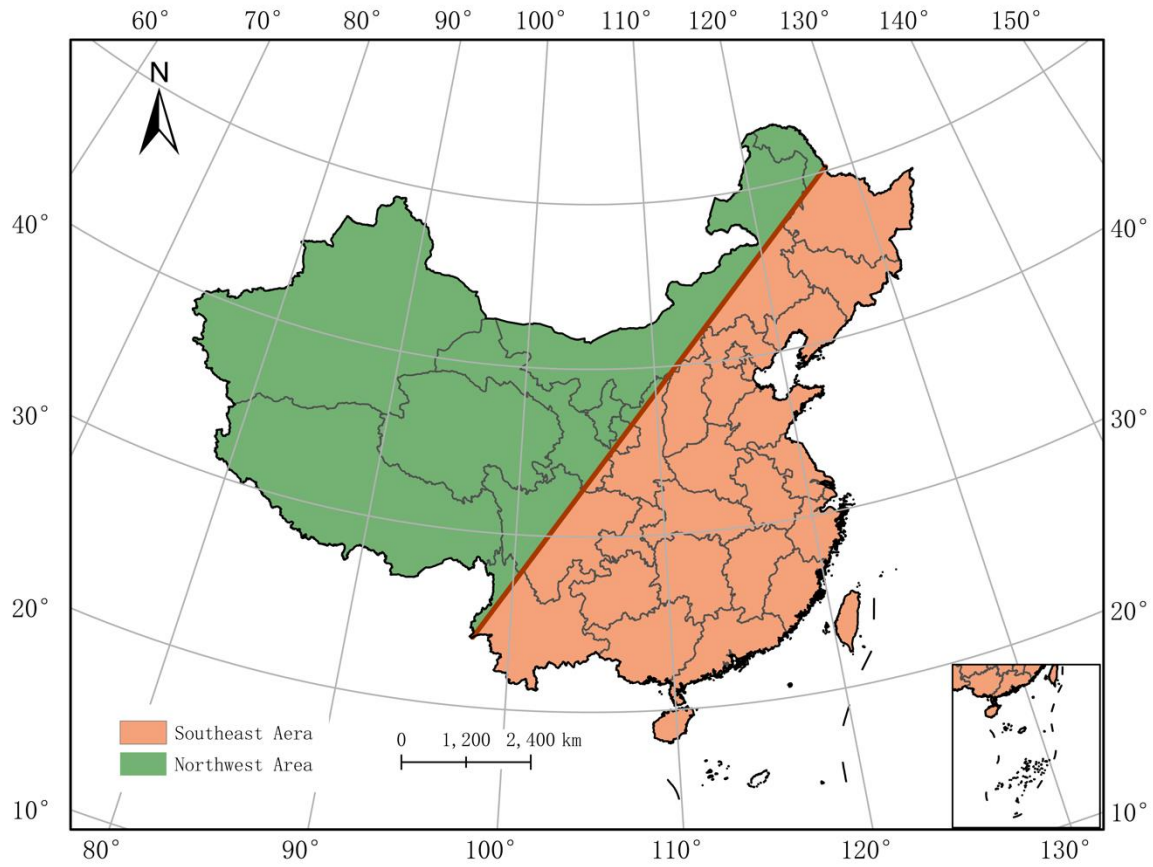 60° 70° 80° 90° 100° 110° 120° 130° 140° 150°
N
40° 40°
30° 30°
20° 20°
Southeast Aera
Northwest Area
0 1,200 2,400 km
10° 10°
80° 90° 100° 110° 120° 130°